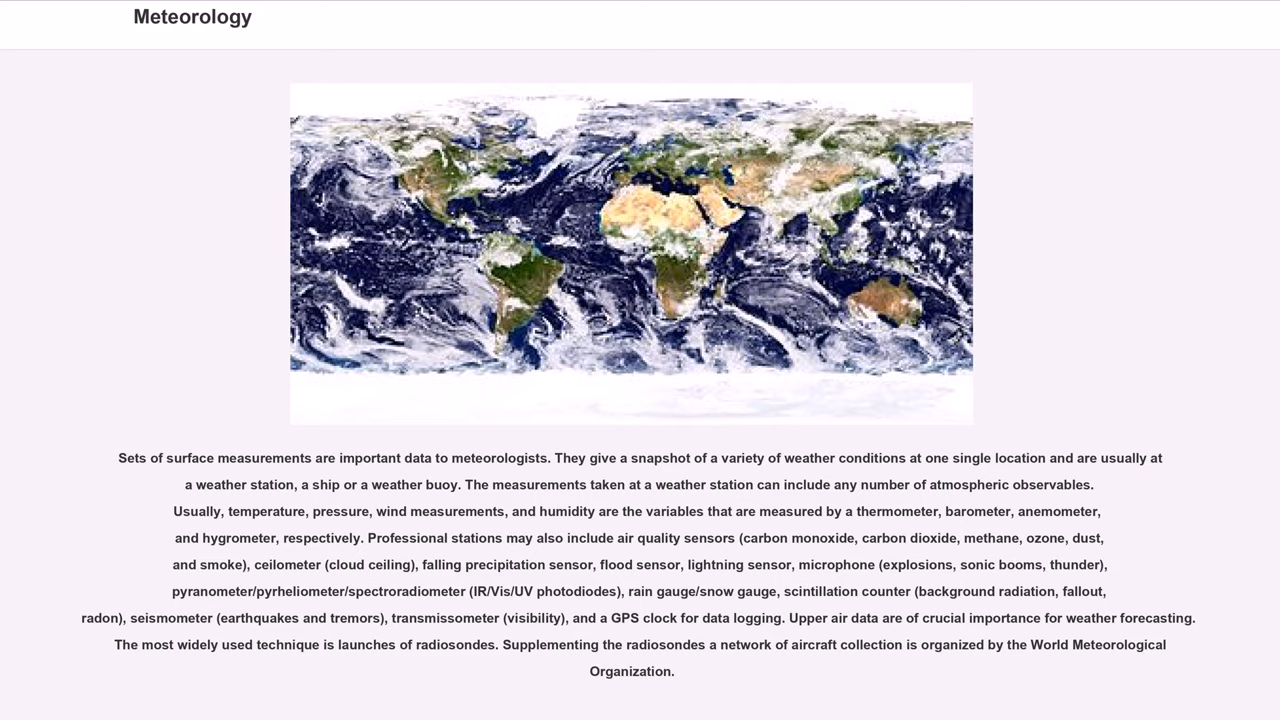 Meteorology
Sets of surface measurements are important data to meteorologists. They give a snapshot of a variety of weather conditions at one single location and are usually at
a weather station, a ship or a weather buoy. The measurements taken at a weather station can include any number of atmospheric observables.
Usually, temperature, pressure, wind measurements, and humidity are the variables that are measured by a thermometer, barometer, anemometer,
and hygrometer, respectively. Professional stations may also include air quality sensors (carbon monoxide, carbon dioxide, methane, ozone, dust,
and smoke), ceilometer (cloud ceiling), falling precipitation sensor, flood sensor, lightning sensor, microphone (explosions, sonic booms, thunder),
pyranometer/pyrheliometer/spectroradiometer (IR/Vis/UV photodiodes), rain gauge/snow gauge, scintillation counter (background radiation, fallout,
radon), seismometer (earthquakes and tremors), transmissometer (visibility), and a GPS clock for data logging. Upper air data are of crucial importance for weather forecasting.
The most widely used technique is launches of radiosondes. Supplementing the radiosondes a network of aircraft collection is organized by the World Meteorological
Organization.